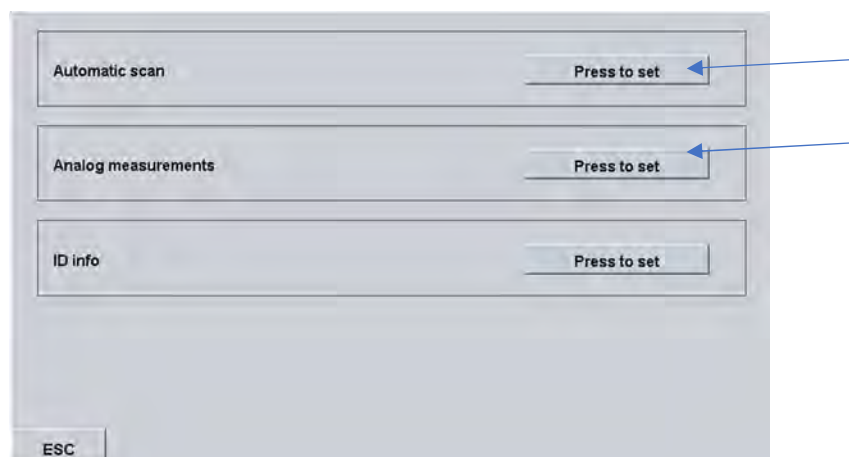 Automatic scan Press to set
Analog measurements Press to set
ID info Press to set
ESC